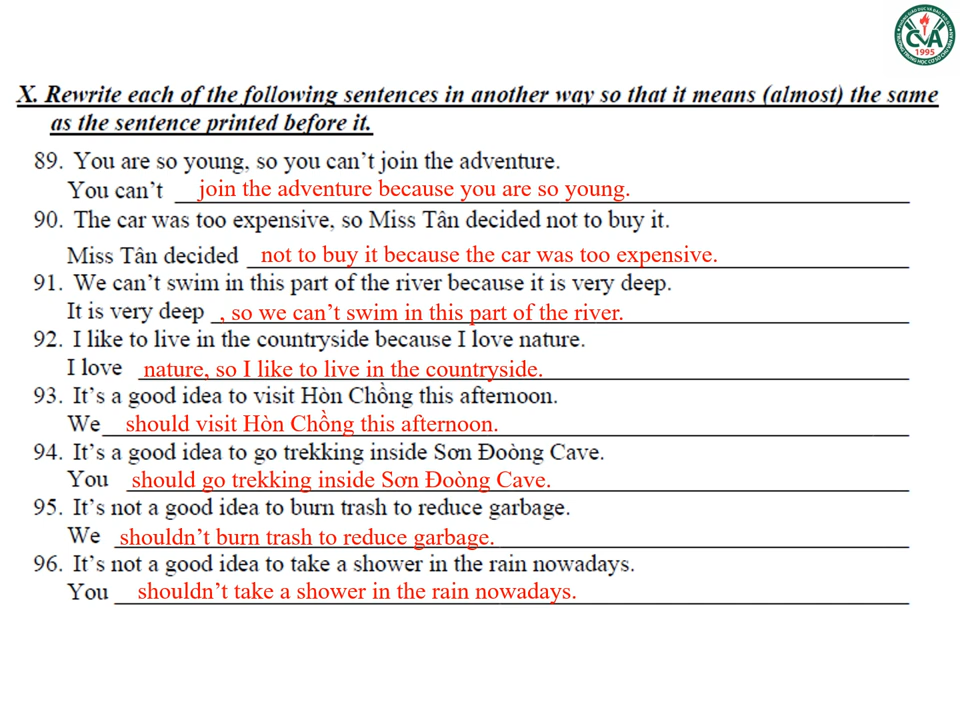 CVA
1995
X. Rewrite each of the following sentences in another way so that it means (almost) the same
as the sentence printed before it.
89. You are so young, so you can't join the adventure.
You can't join the adventure because you are so young.
90. The car was too expensive, so Miss Tân decided not to buy it.
Miss Tân decided not to buy it because the car was too expensive.
91. We can't swim in this part of the river because it is very deep.
It is very deep , so we can't swim in this part of the river.
92. I like to live in the countryside because I love nature.
I love nature, so I like to live in the countryside.
93. It's a good idea to visit Hòn Chồng this afternoon.
We should visit Hòn Chồng this afternoon.
94. It's a good idea to go trekking inside Sơn Đoòng Cave.
You should go trekking inside Sơn Đoòng Cave.
95. It's not a good idea to burn trash to reduce garbage.
We shouldn't burn trash to reduce garbage.
96. It's not a good idea to take a shower in the rain nowadays.
You shouldn't take a shower in the rain nowadays.